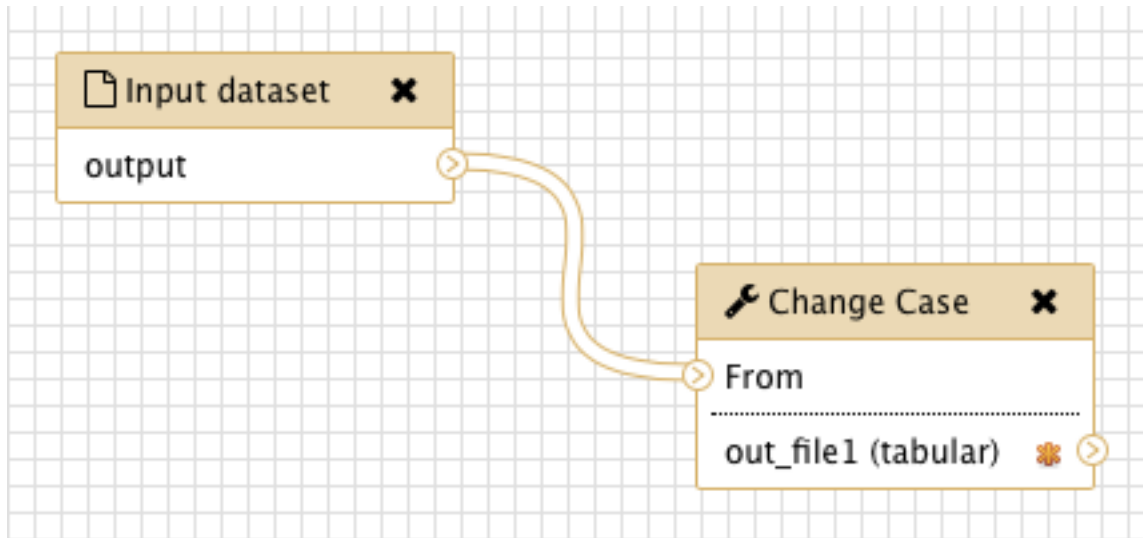 Input dataset
output
Change Case
From
out_file1 (tabular)